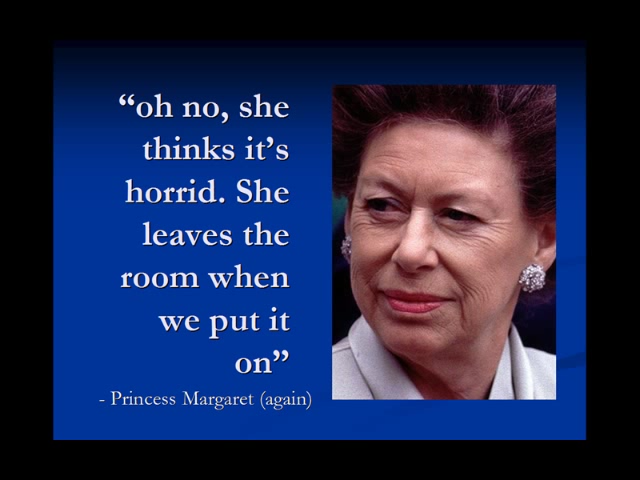 “oh no, she
thinks it’s
horrid. She
leaves the
room when
we put it
on”
- Princess Margaret (again)